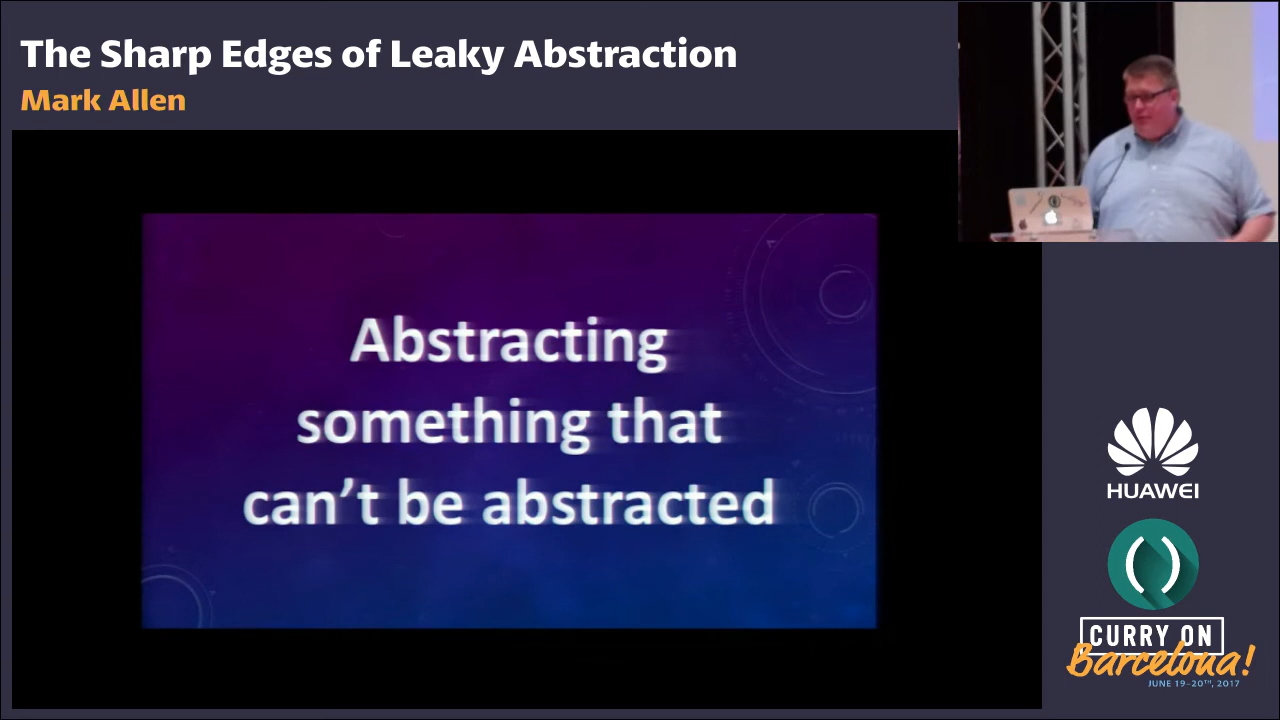 The Sharp Edges of Leaky Abstraction
Mark Allen
Abstracting
something that
can't be abstracted
HUAWEI
CURRY ON
Barcelona!
JUNE 19-20TH, 2017